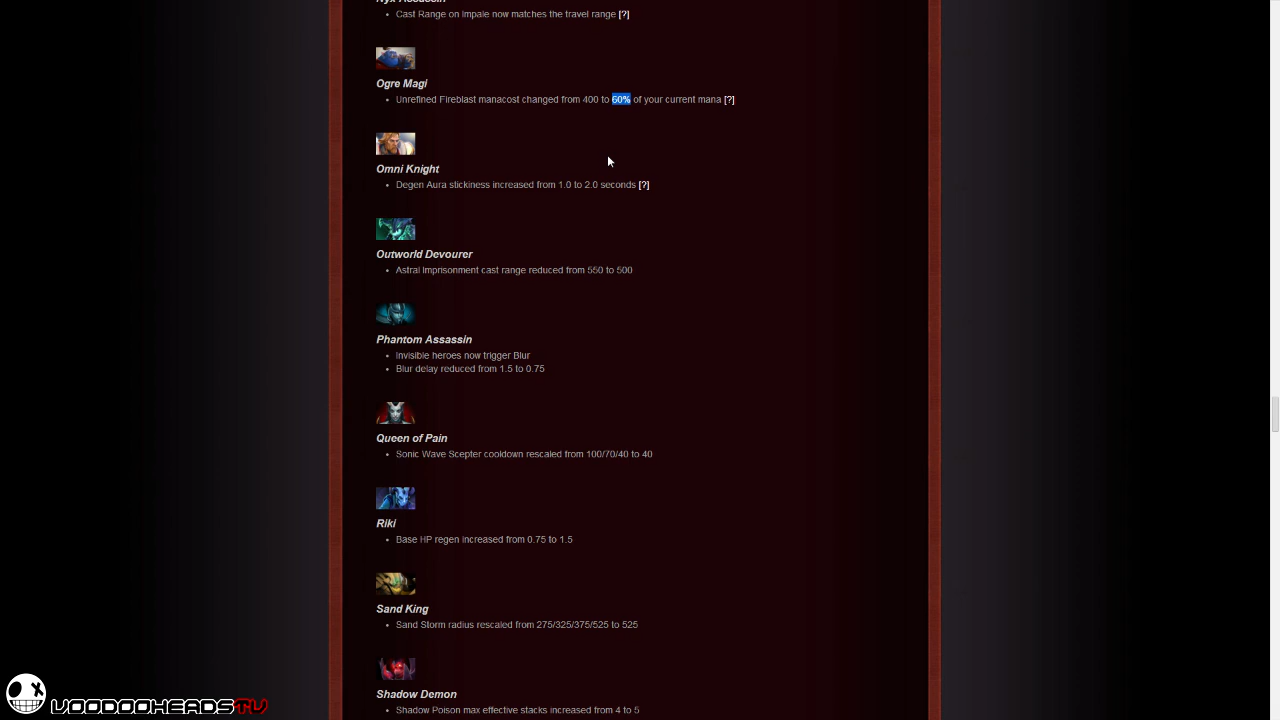 Nyx Assassin
Cast Range on Impale now matches the travel range [?]
Ogre Magi
Unrefined Fireblast manacost changed from 400 to 60% of your current mana [?]
Omni Knight
Degen Aura stickiness increased from 1.0 to 2.0 seconds [?]
Outworld Devourer
Astral Imprisonment cast range reduced from 550 to 500
Phantom Assassin
Invisible heroes now trigger Blur
Blur delay reduced from 1.5 to 0.75
Queen of Pain
Sonic Wave Scepter cooldown rescaled from 100/70/40 to 40
Riki
Base HP regen increased from 0.75 to 1.5
Sand King
Sand Storm radius rescaled from 275/325/375/525 to 525
Shadow Demon
Shadow Poison max effective stacks increased from 4 to 5
VOODOOHEADSTV